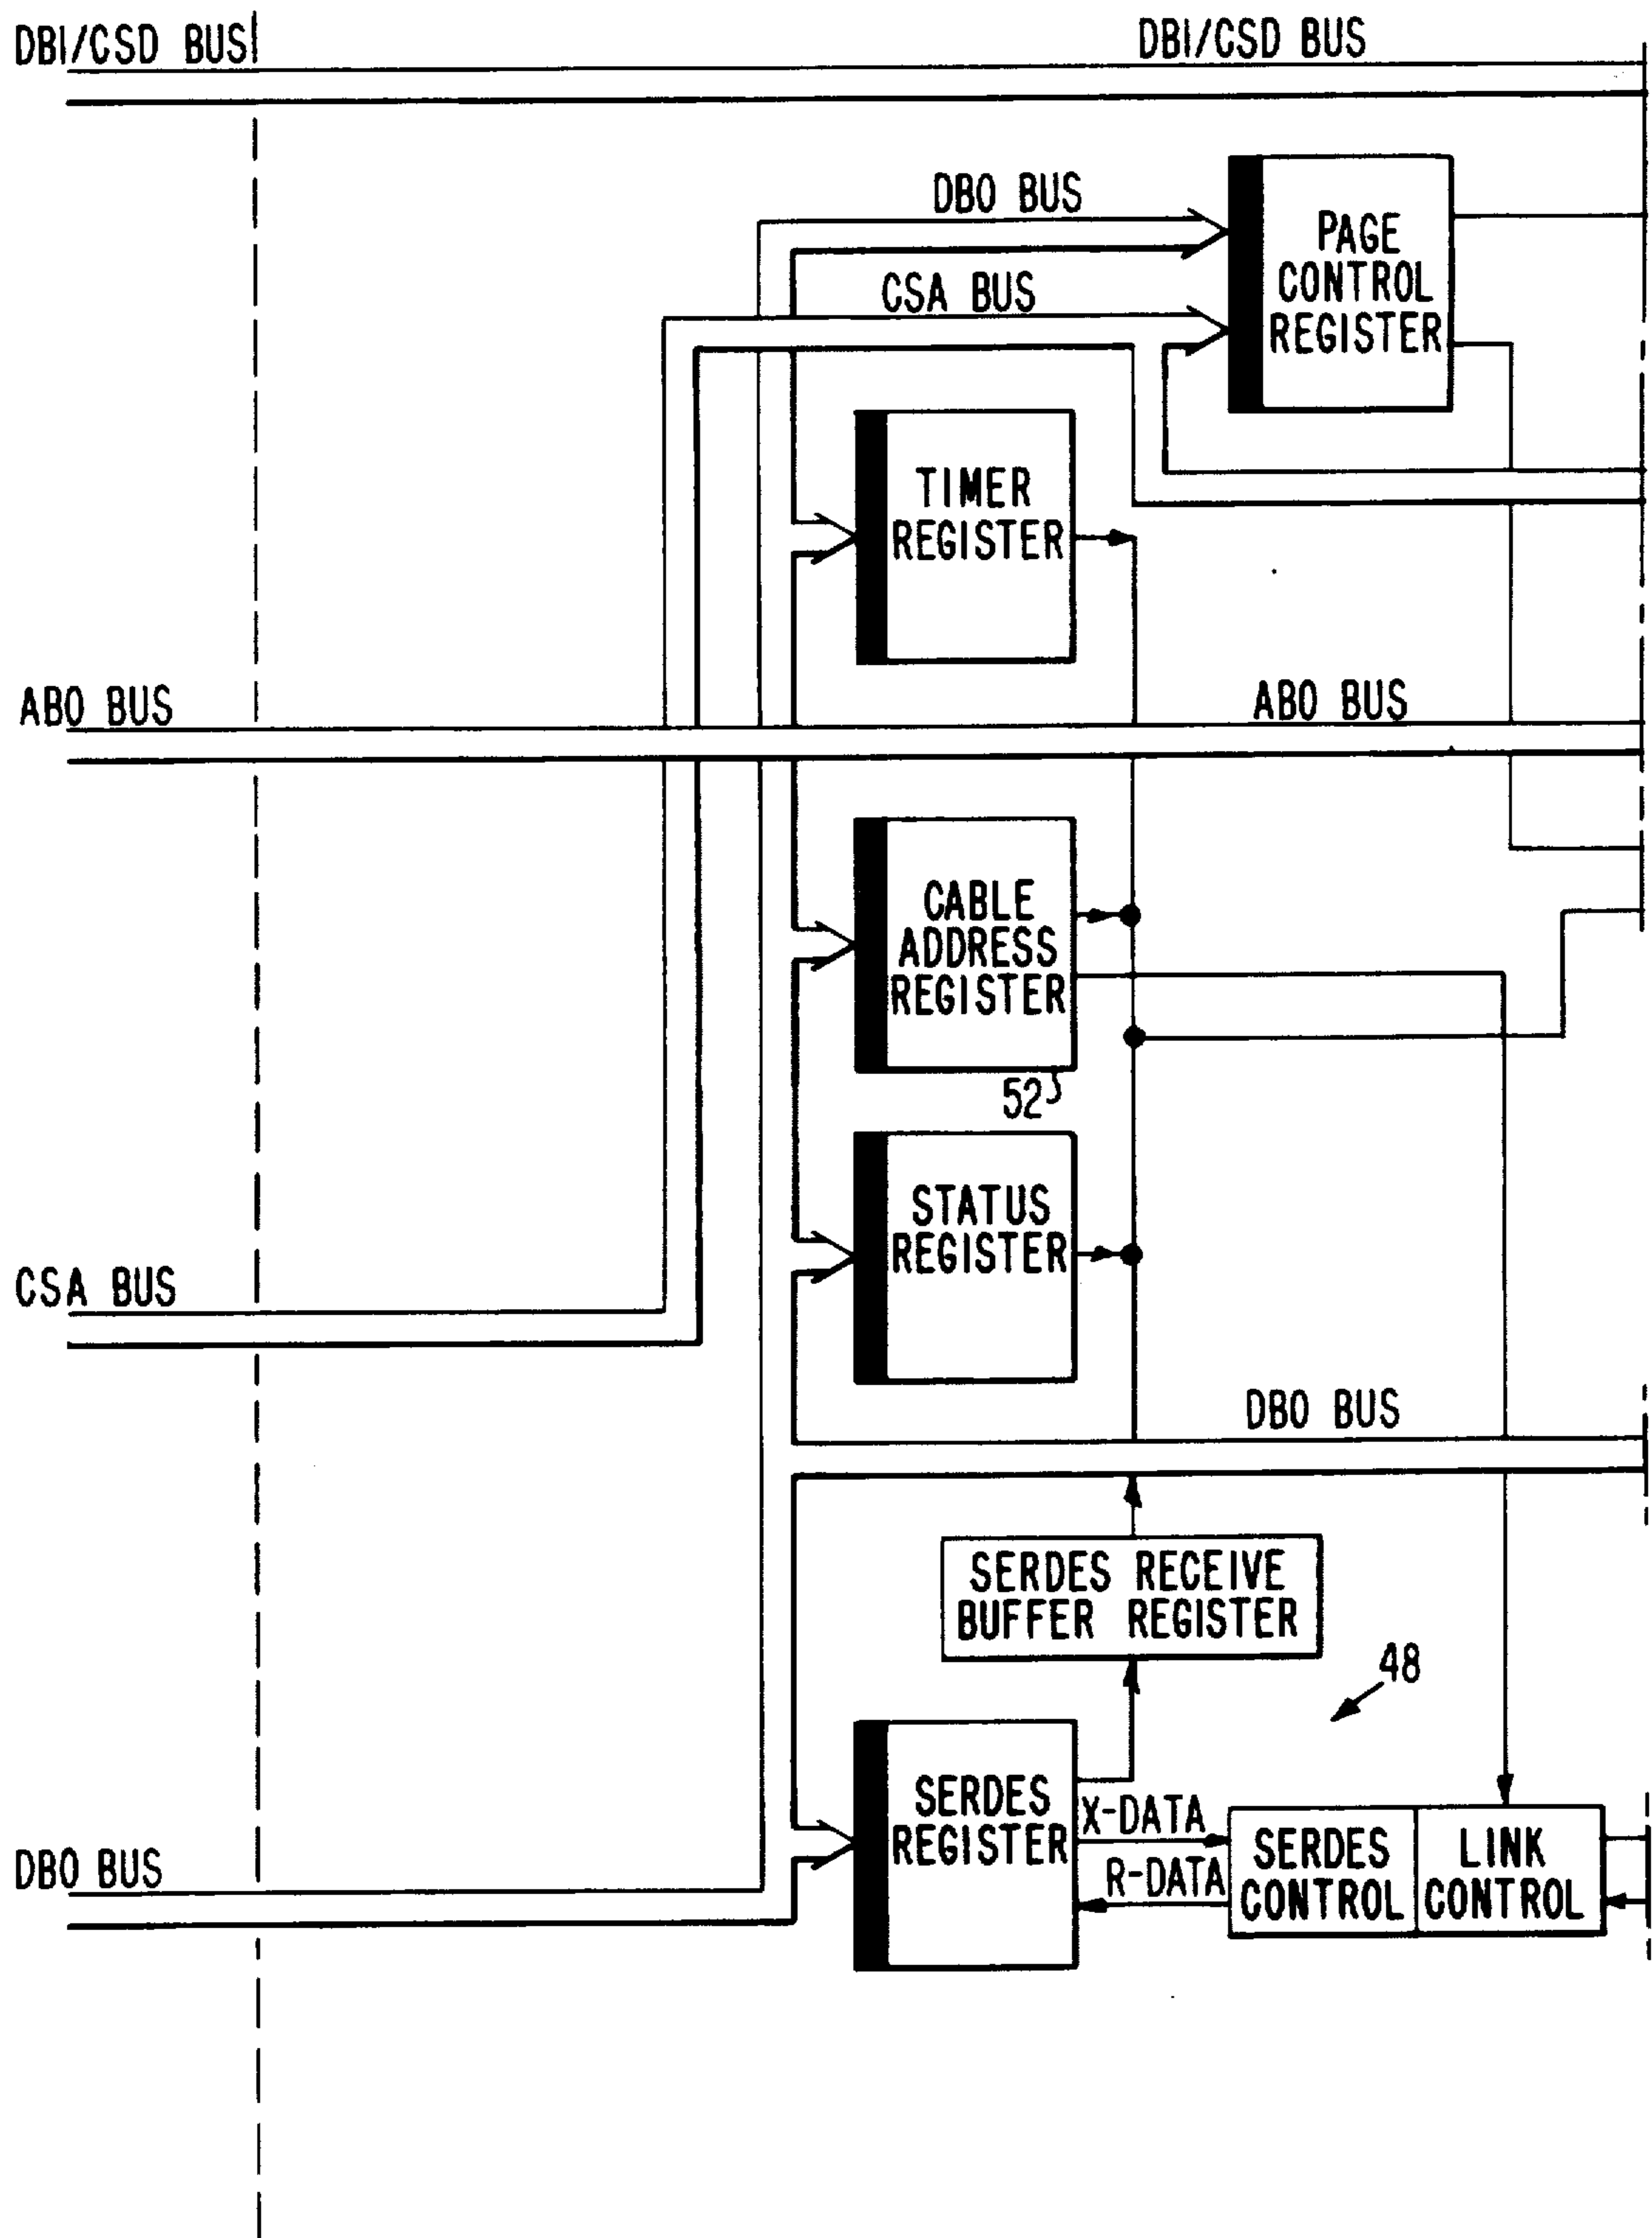 DBI/CSD BUS
DBI/CSD BUS
DBO BUS
PAGE
CONTROL
REGISTER
CSA BUS
TIMER
REGISTER
ABO BUS
ABO BUS
CABLE
ADDRESS
REGISTER
52
STATUS
REGISTER
CSA BUS
DBO BUS
SERDES RECEIVE
BUFFER REGISTER
48
SERDES
REGISTER
X-DATA
R-DATA
SERDES
CONTROL
LINK
CONTROL
DBO BUS